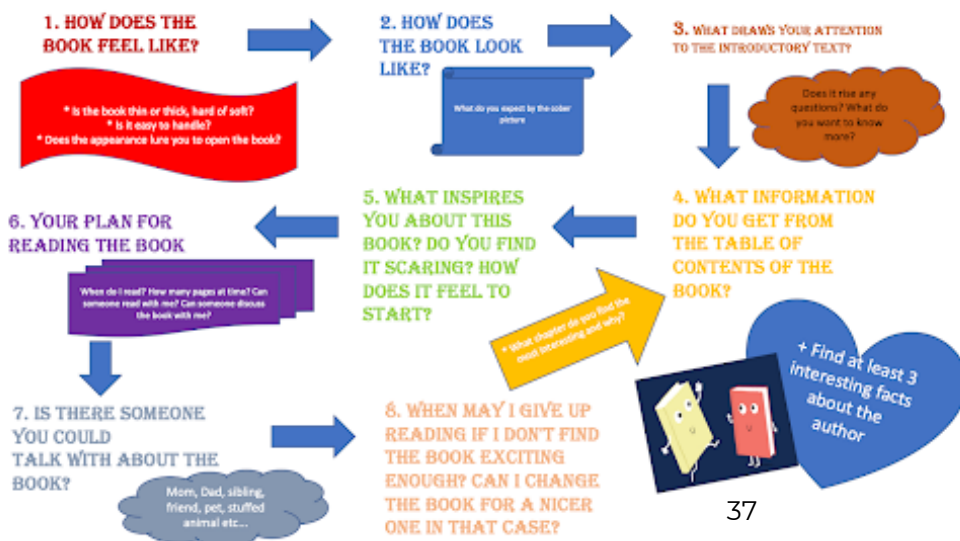 1. HOW DOES THE
BOOK FEEL LIKE?
* Is the book thin or thick, hard of soft?
* Is it easy to handle?
* Does the appearance lure you to open the book?
2. HOW DOES
THE BOOK LOOK
LIKE?
What do you expect by the cober
picture
3. WHAT DRAWS YOUR ATTENTION
TO THE INTRODUCTORY TEXT?
Does it rise any
questions? What do
you want to know
more?
4. WHAT INFORMATION
DO YOU GET FROM
THE TABLE OF
CONTENTS OF THE
BOOK?
* What chapter do you find the
most interesting and why?
5. WHAT INSPIRES
YOU ABOUT THIS
BOOK? DO YOU FIND
IT SCARING? HOW
DOES IT FEEL TO
START?
6. YOUR PLAN FOR
READING THE BOOK
When do I read? How many pages at time? Can
someone read with me? Can someone discuss
the book with me?
7. IS THERE SOMEONE
YOU COULD
TALK WITH ABOUT THE
BOOK?
Mom, Dad, sibling,
friend, pet, stuffed
animal etc...
8. WHEN MAY I GIVE UP
READING IF I DON'T FIND
THE BOOK EXCITING
ENOUGH? CAN I CHANGE
THE BOOK FOR A NICER
ONE IN THAT CASE?
+ Find at least 3
interesting facts
about the
author
37